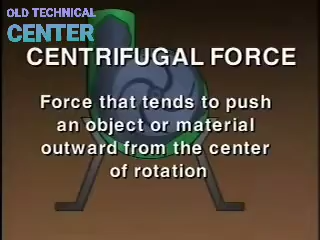 OLD TECHNICAL
CENTER
CENTRIFUGAL FORCE
Force that tends to push
an object or material
outward from the center
of rotation